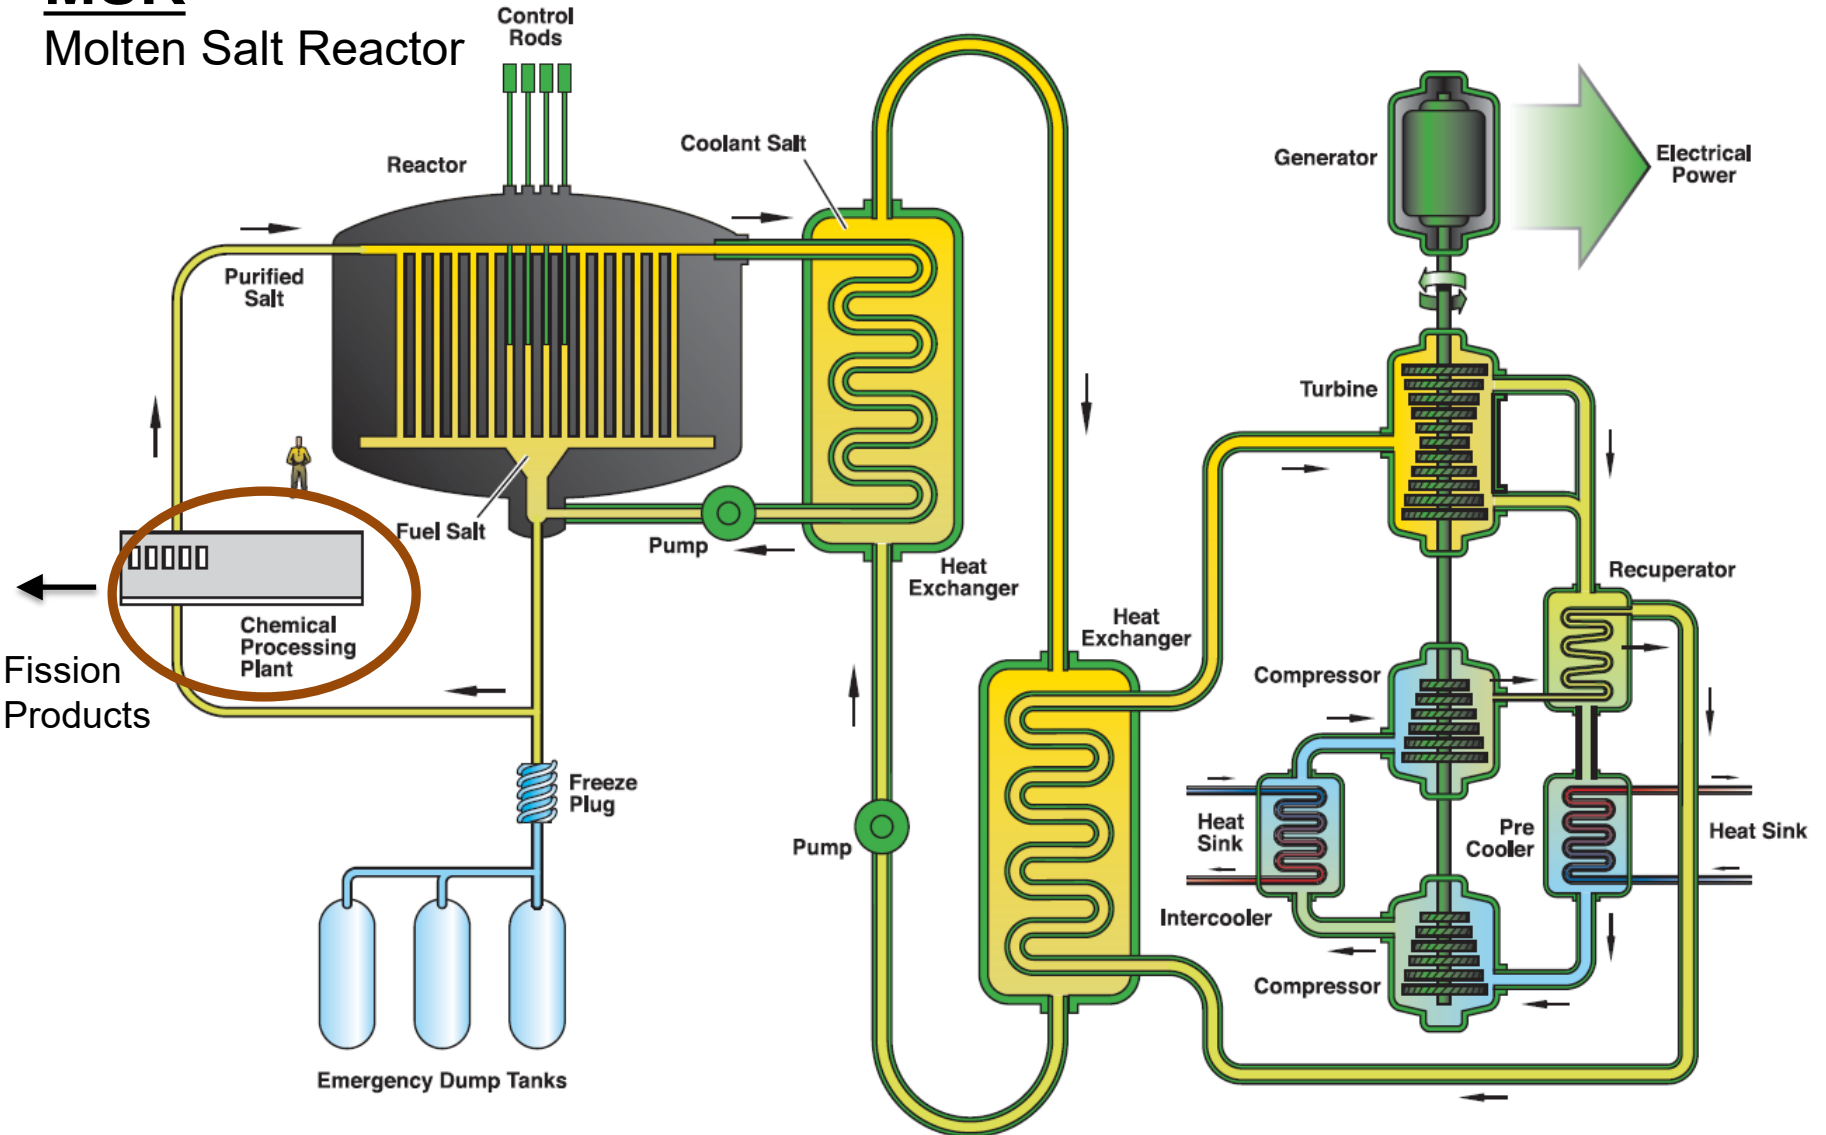 Molten Salt Reactor
Control
Rods
Reactor
Coolant Salt
Purified
Salt
Fuel Salt
Pump
Heat
Exchanger
Chemical
Processing
Plant
Fission
Products
Freeze
Plug
Emergency Dump Tanks
Pump
Heat
Exchanger
Generator
Electrical
Power
Turbine
Recuperator
Compressor
Heat
Sink
Pre
Cooler
Heat Sink
Intercooler
Compressor